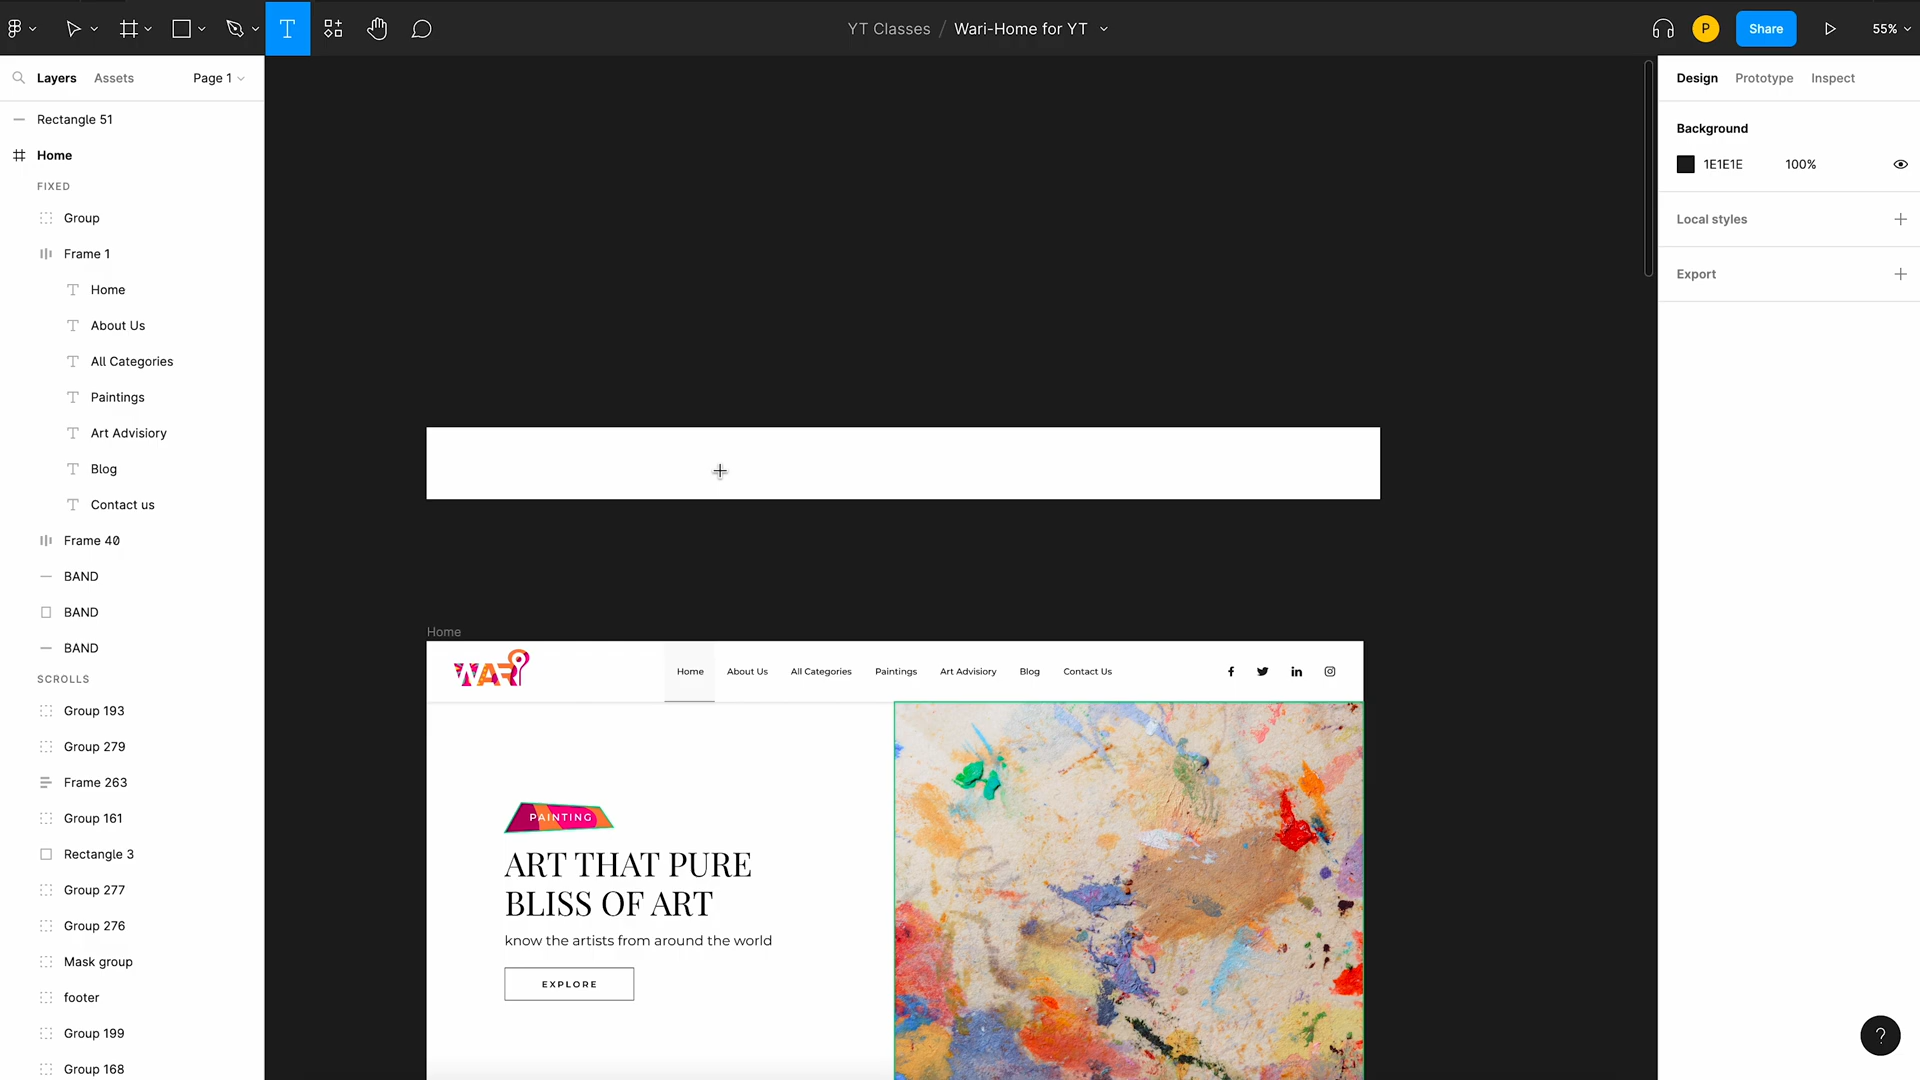 YT Classes / Wari-Home for YT
P
Share
55%
Layers
Assets
Page 1
Rectangle 51
Home
FIXED
Group
Frame 1
Home
About Us
All Categories
Paintings
Art Advisiory
Blog
Contact us
Frame 40
BAND
BAND
BAND
SCROLLS
Group 193
Group 279
Frame 263
Group 161
Rectangle 3
Group 277
Group 276
Mask group
footer
Group 199
Group 168
Home
WARI
Home
About Us
All Categories
Paintings
Art Advisiory
Blog
Contact Us
PAINTING
ART THAT PURE
BLISS OF ART
know the artists from around the world
EXPLORE
Design
Prototype
Inspect
Background
1E1E1E
100%
Local styles
Export
?